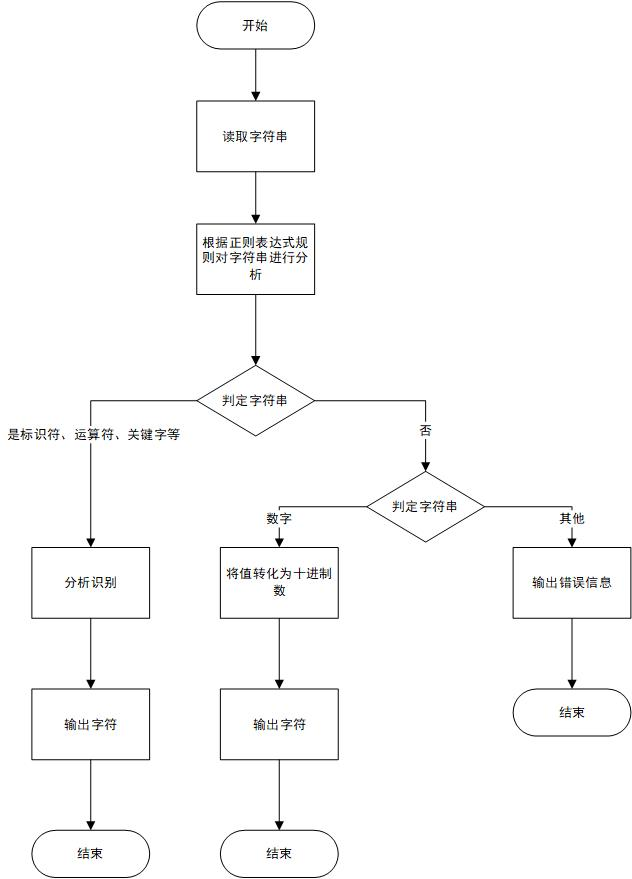 开始
读取字符串
根据正则表达式规
则对字符串进行分
析
判定字符串
是标识符、运算符、关键字等
否
判定字符串
数字
其他
分析识别
将值转化为十进制
数
输出错误信息
输出字符
输出字符
结束
结束
结束